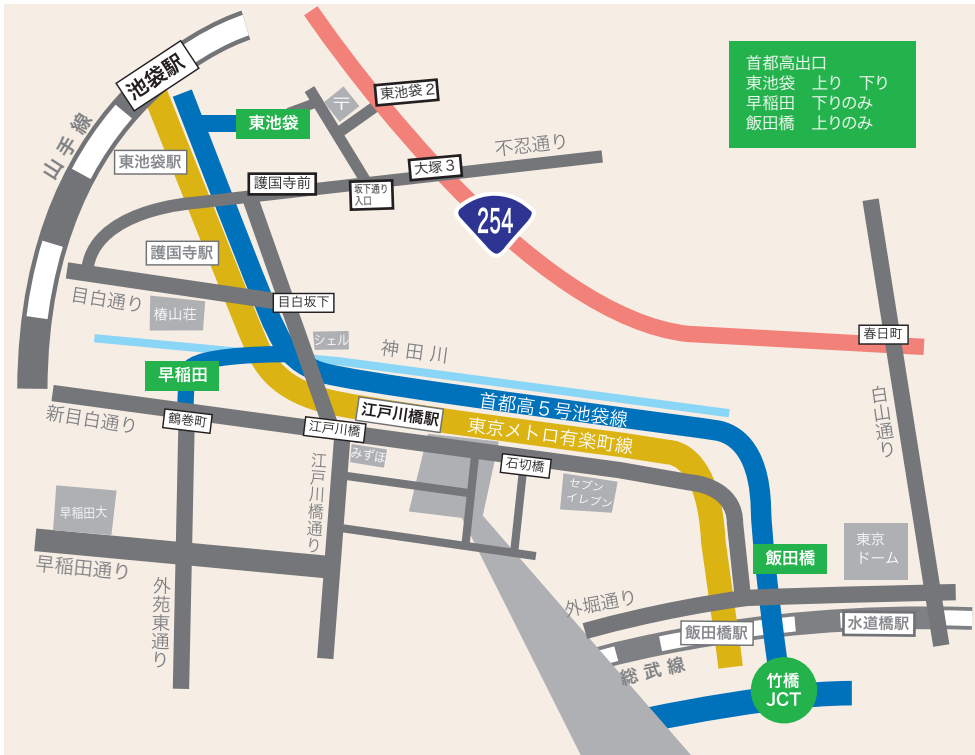 池袋駅
山手線
東池袋
〒
東池袋2
首都高出口
東池袋　上り　下り
早稲田　下りのみ
飯田橋　上りのみ
東池袋駅
護国寺前
坂下通り
入口
大塚3
不忍通り
254
護国寺駅
目白通り
椿山荘
目白坂下
シェル
神田川
春日町
早稲田
新目白通り
鶴巻町
江戸川橋
江戸川橋駅
首都高5号池袋線
東京メトロ有楽町線
白山通り
みずほ
石切橋
セブン
イレブン
江戸川橋通り
早稲田大
早稲田通り
外苑東通り
飯田橋
東京
ドーム
外堀通り
飯田橋駅
水道橋駅
総武線
竹橋
JCT